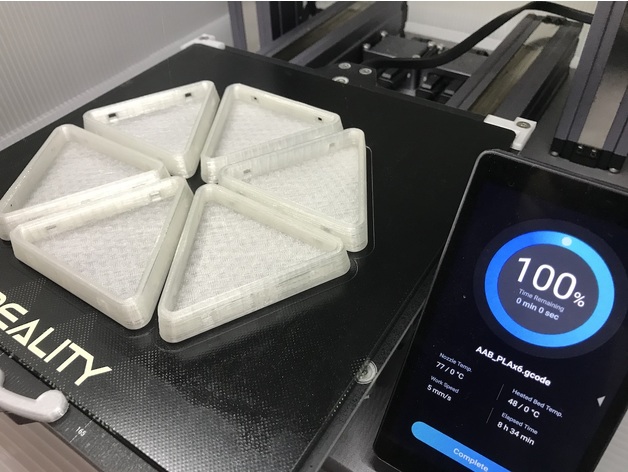 REALITY
100%
Time Remaining
0 min 0 sec
AAB_PLAx6.gcode
Nozzle Temp.
77 / 0 °C
Work Speed
5 mm/s
Heated Bed Temp.
48 / 0 °C
Elapsed Time
8 h 34 min
Complete